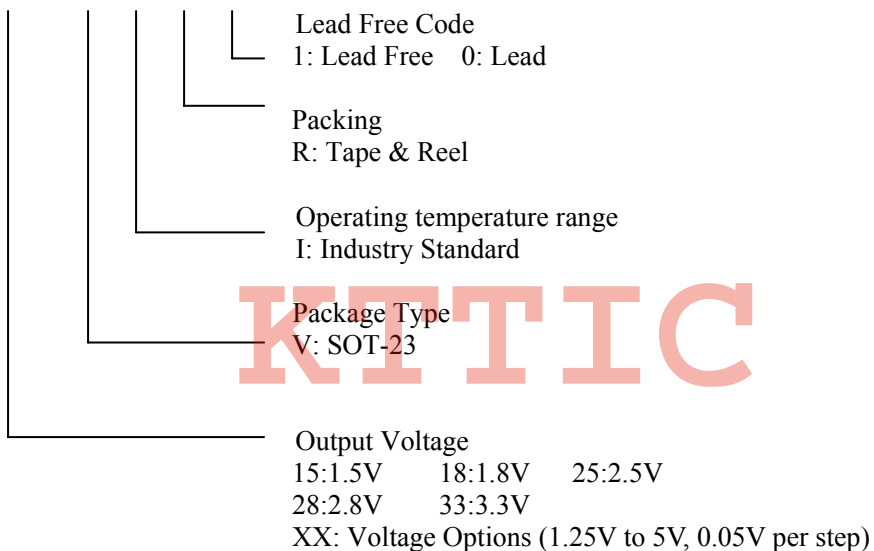 Lead Free Code
1: Lead Free 0: Lead
Packing
R: Tape & Reel
Operating temperature range
I: Industry Standard
KTTIC
Package Type
V: SOT-23
Output Voltage
15:1.5V 18:1.8V 25:2.5V
28:2.8V 33:3.3V
XX: Voltage Options (1.25V to 5V, 0.05V per step)